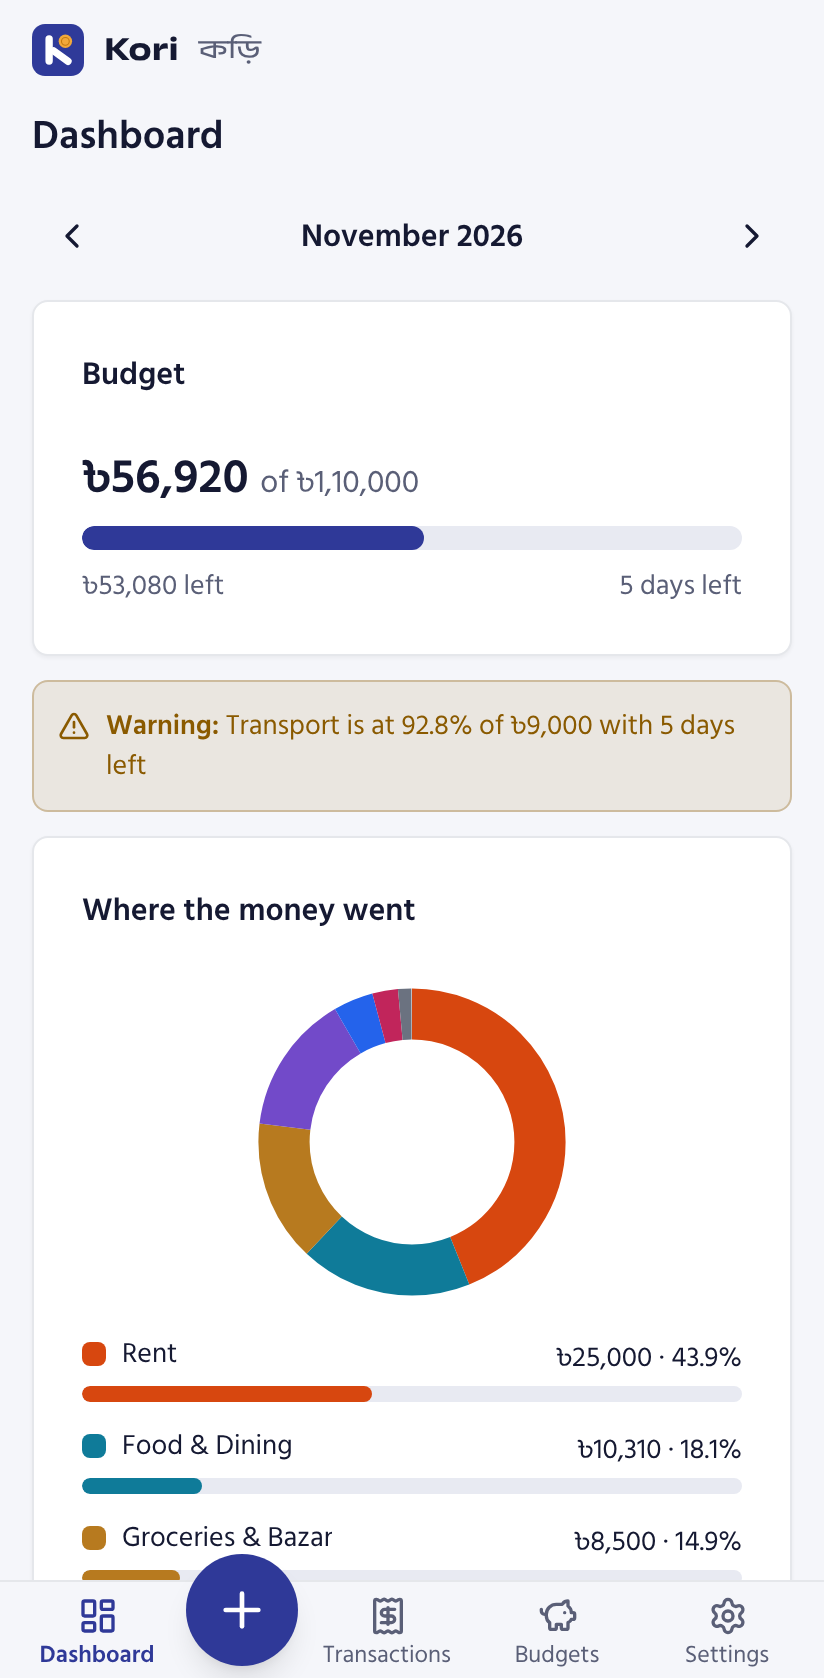 Kori কড়ি
Dashboard
November 2026
Budget
৳56,920 of ৳1,10,000
৳53,080 left 5 days left
Warning: Transport is at 92.8% of ৳9,000 with 5 days
left
Where the money went
Rent ৳25,000 · 43.9%
Food & Dining ৳10,310 · 18.1%
Groceries & Bazar ৳8,500 · 14.9%
Dashboard Transactions Budgets Settings